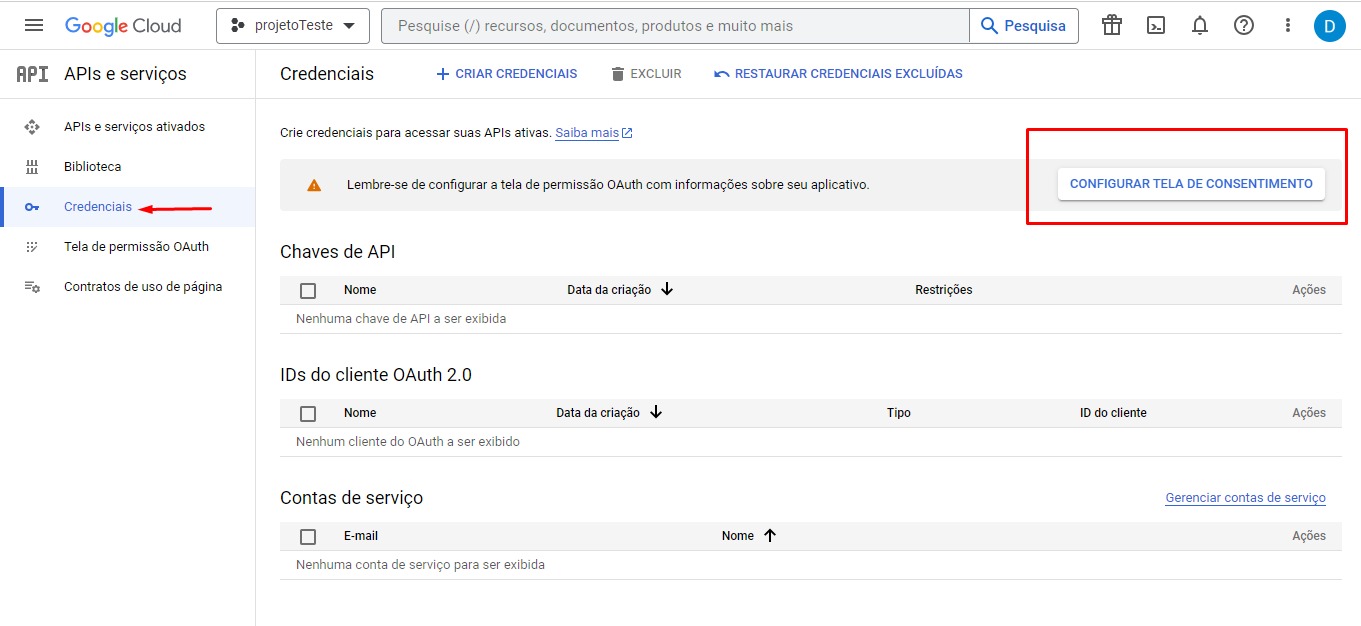 Google Cloud
projetoTeste
Pesquise (/) recursos, documentos, produtos e muito mais
Pesquisa
D
API APIs e serviços
Credenciais
CRIAR CREDENCIAIS
EXCLUIR
RESTAURAR CREDENCIAIS EXCLUÍDAS
APIs e serviços ativados
Biblioteca
Credenciais
Tela de permissão OAuth
Contratos de uso de página
Crie credenciais para acessar suas APIs ativas. Saiba mais
Lembre-se de configurar a tela de permissão OAuth com informações sobre seu aplicativo.
CONFIGURAR TELA DE CONSENTIMENTO
Chaves de API
Nome Data da criação Restrições Ações
Nenhuma chave de API a ser exibida
IDs do cliente OAuth 2.0
Nome Data da criação Tipo ID do cliente Ações
Nenhum cliente do OAuth a ser exibido
Contas de serviço
Gerenciar contas de serviço
E-mail Nome Ações
Nenhuma conta de serviço para ser exibida